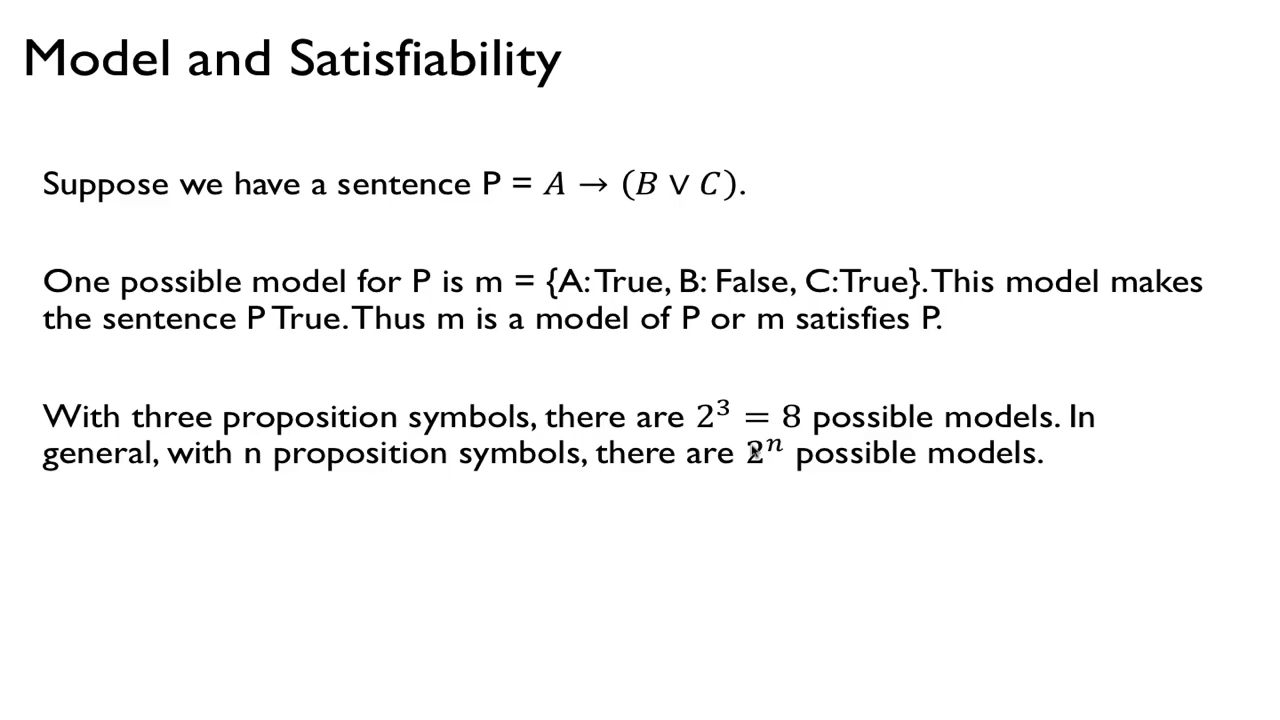 Model and Satisfiability
Suppose we have a sentence P = A → (B ∨ C).
One possible model for P is m = {A: True, B: False, C:True}. This model makes
the sentence P True. Thus m is a model of P or m satisfies P.
With three proposition symbols, there are 2³ = 8 possible models. In
general, with n proposition symbols, there are 2ⁿ possible models.